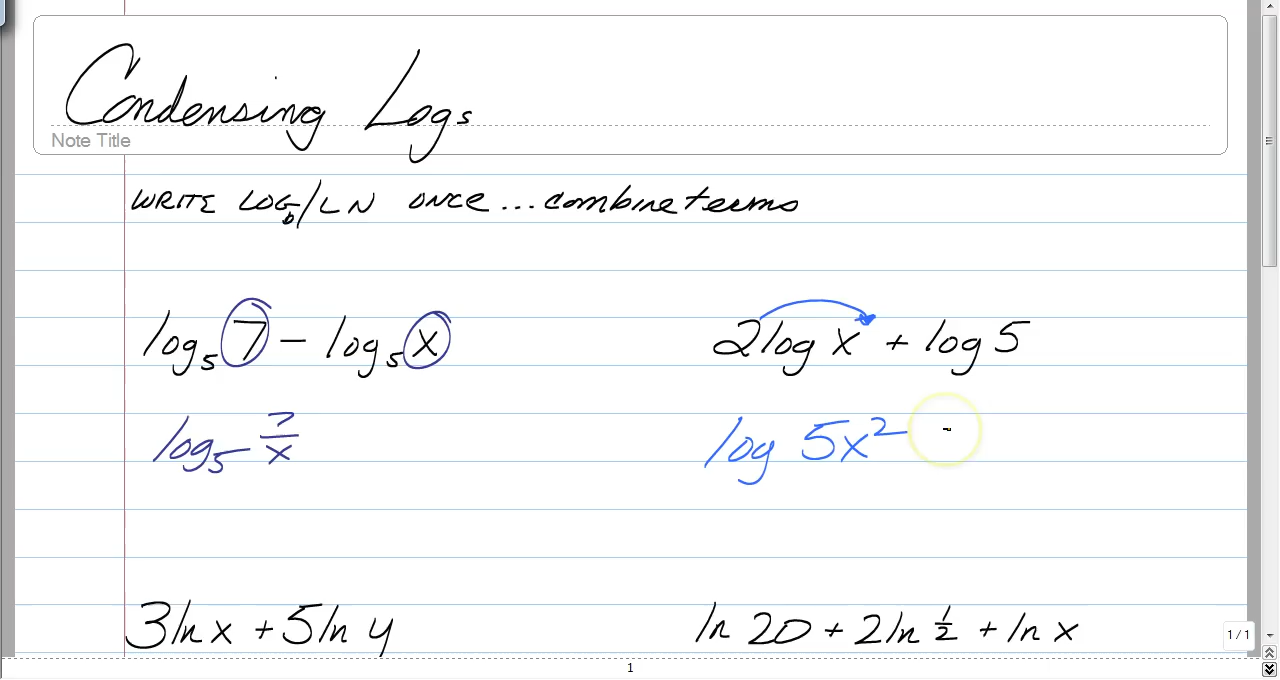 Condensing Logs
Note Title
WRITE LOG_b/LN ONCE...combine terms
log₅ 7 − log₅ x
2log x + log 5
log₅ 7/x
log 5x²
3ln x + 5ln y
ln 20 + 2ln ½ + ln x
1/1
1